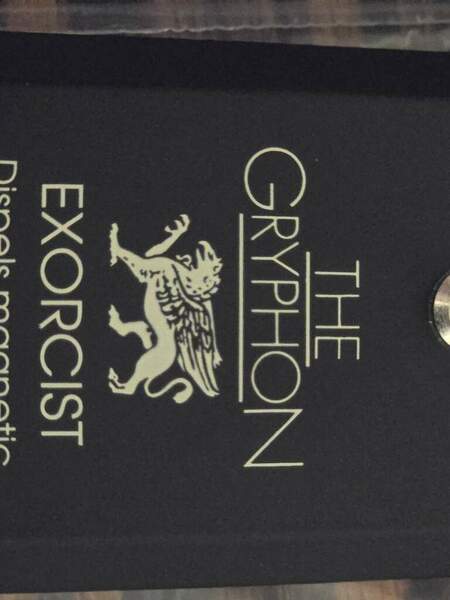 THE
GRYPHON
EXORCIST
Dispels magnetic